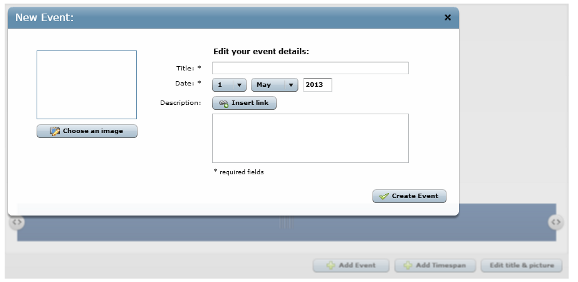 New Event:
Edit your event details:
Title: *
Date: * 1 May 2013
Description: Insert link
Choose an image
* required fields
Create Event
Add Event Add Timespan Edit title & picture